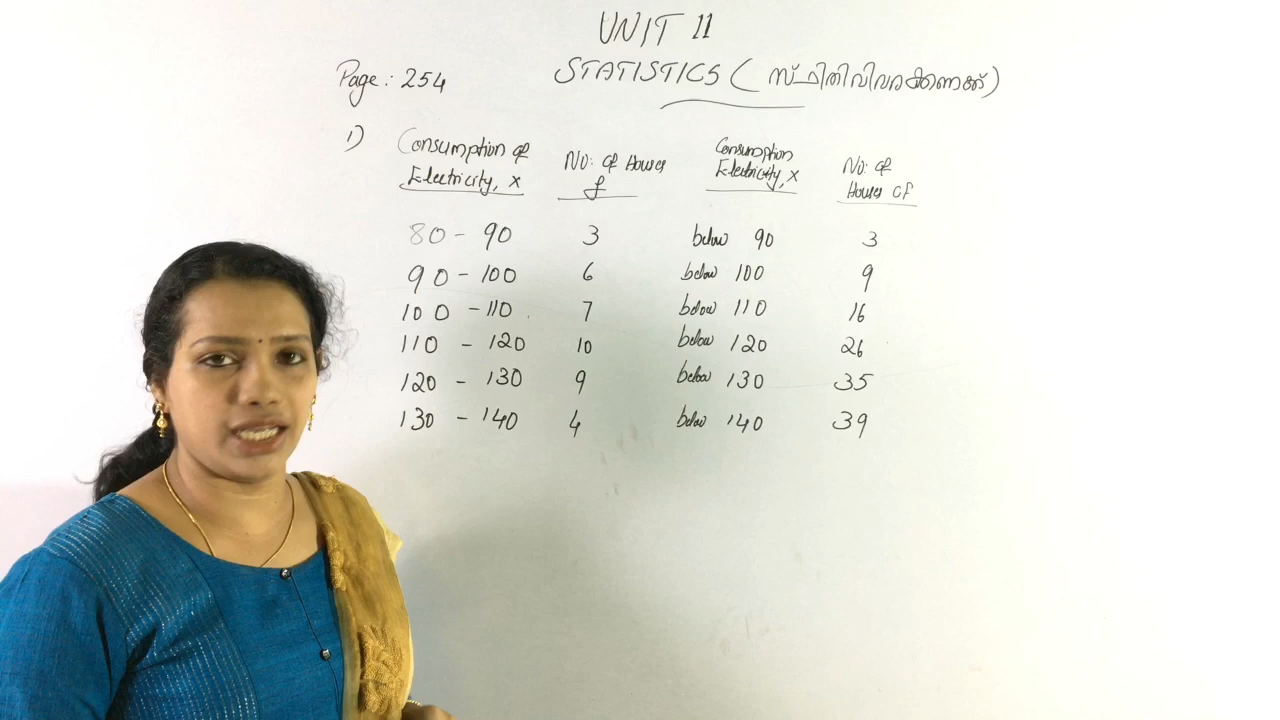 UNIT 11
Page: 254 STATISTICS (സ്ഥിതിവിവരക്കണക്ക്)
1) Consumption of Electricity, x No: of Houses f Consumption Electricity, x No: of Houses cf
80 - 90 3 below 90 3
90 - 100 6 below 100 9
100 - 110 7 below 110 16
110 - 120 10 below 120 26
120 - 130 9 below 130 35
130 - 140 4 below 140 39